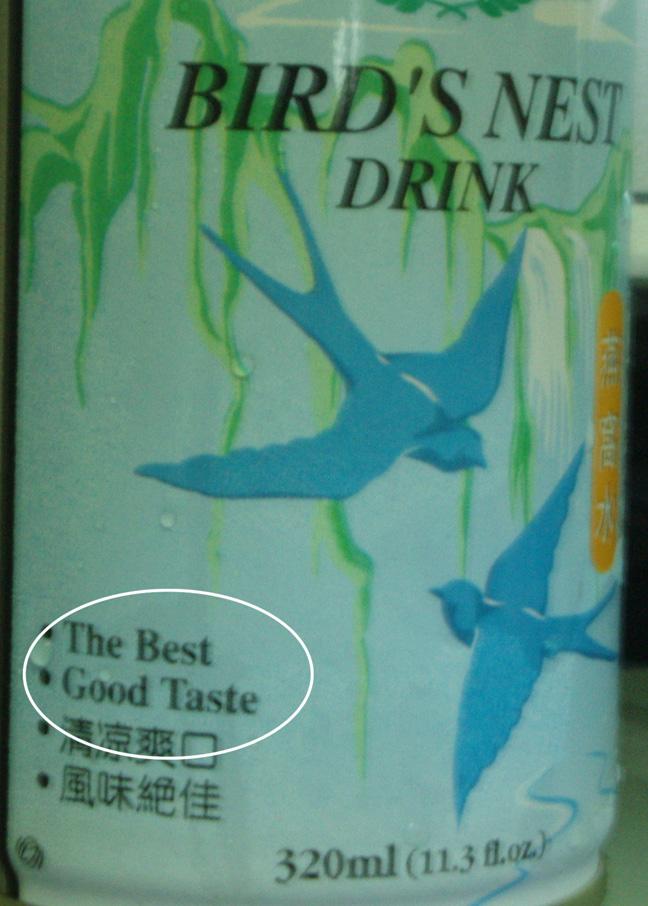 BIRD'S NEST
DRINK
• The Best
• Good Taste
• 清凉爽口
• 風味絕佳
320ml (11.3 fl.oz.)